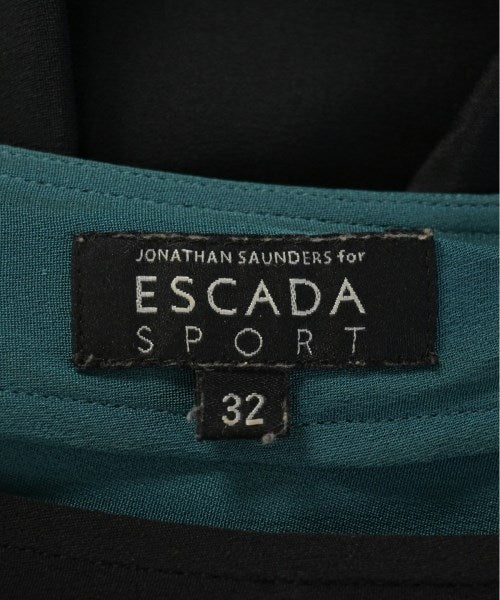 JONATHAN SAUNDERS for
ESCADA
SPORT
32